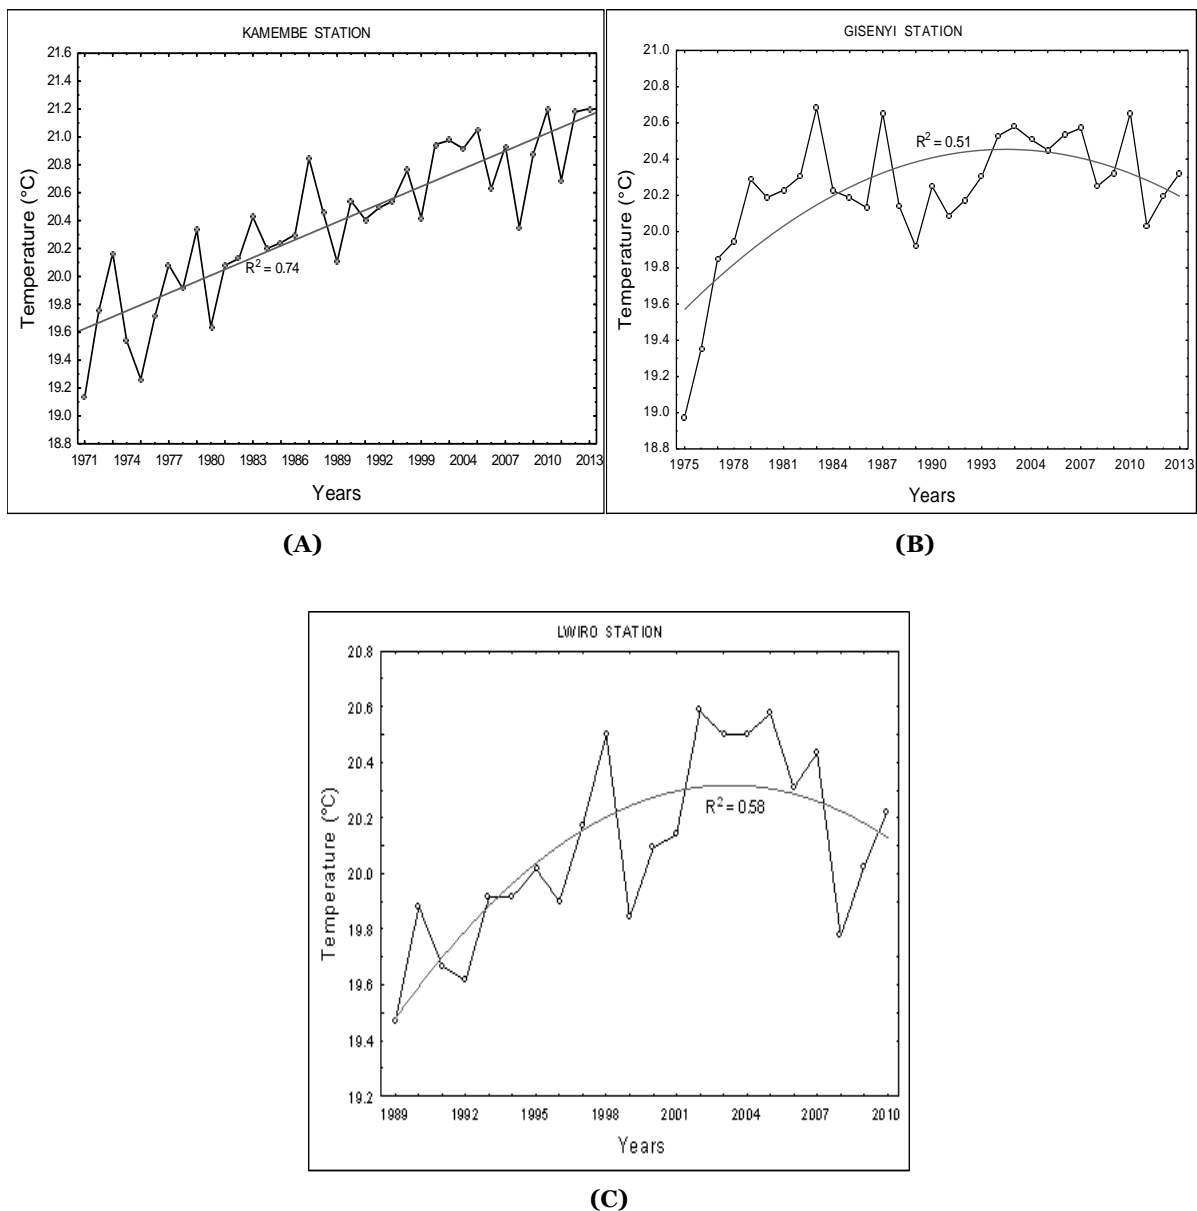 KAMEMBE STATION
21.6
21.4
21.2
21.0
20.8
20.6
20.4
20.2
20.0
19.8
19.6
19.4
19.2
19.0
18.8
Temperature (°C)
R² = 0.74
1971 1974 1977 1980 1983 1986 1989 1992 1999 2004 2007 2010 2013
Years
(A)
GISENYI STATION
21.0
20.8
20.6
20.4
20.2
20.0
19.8
19.6
19.4
19.2
19.0
18.8
Temperature (°C)
R² = 0.51
1975 1978 1981 1984 1987 1990 1993 2004 2007 2010 2013
Years
(B)
LWIRO STATION
20.8
20.6
20.4
20.2
20.0
19.8
19.6
19.4
19.2
Temperature (°C)
R² = 0.58
1989 1992 1995 1998 2001 2004 2007 2010
Years
(C)